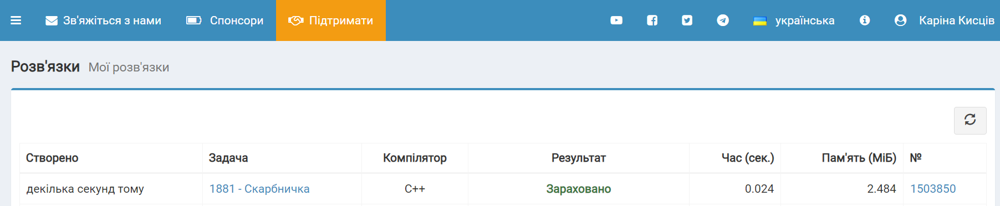 Зв'яжіться з нами Спонсори Підтримати українська Каріна Кисців
Розв'язки Мої розв'язки
Створено Задача Компілятор Результат Час (сек.) Пам'ять (МіБ) №
декілька секунд тому 1881 - Скарбничка C++ Зараховано 0.024 2.484 1503850